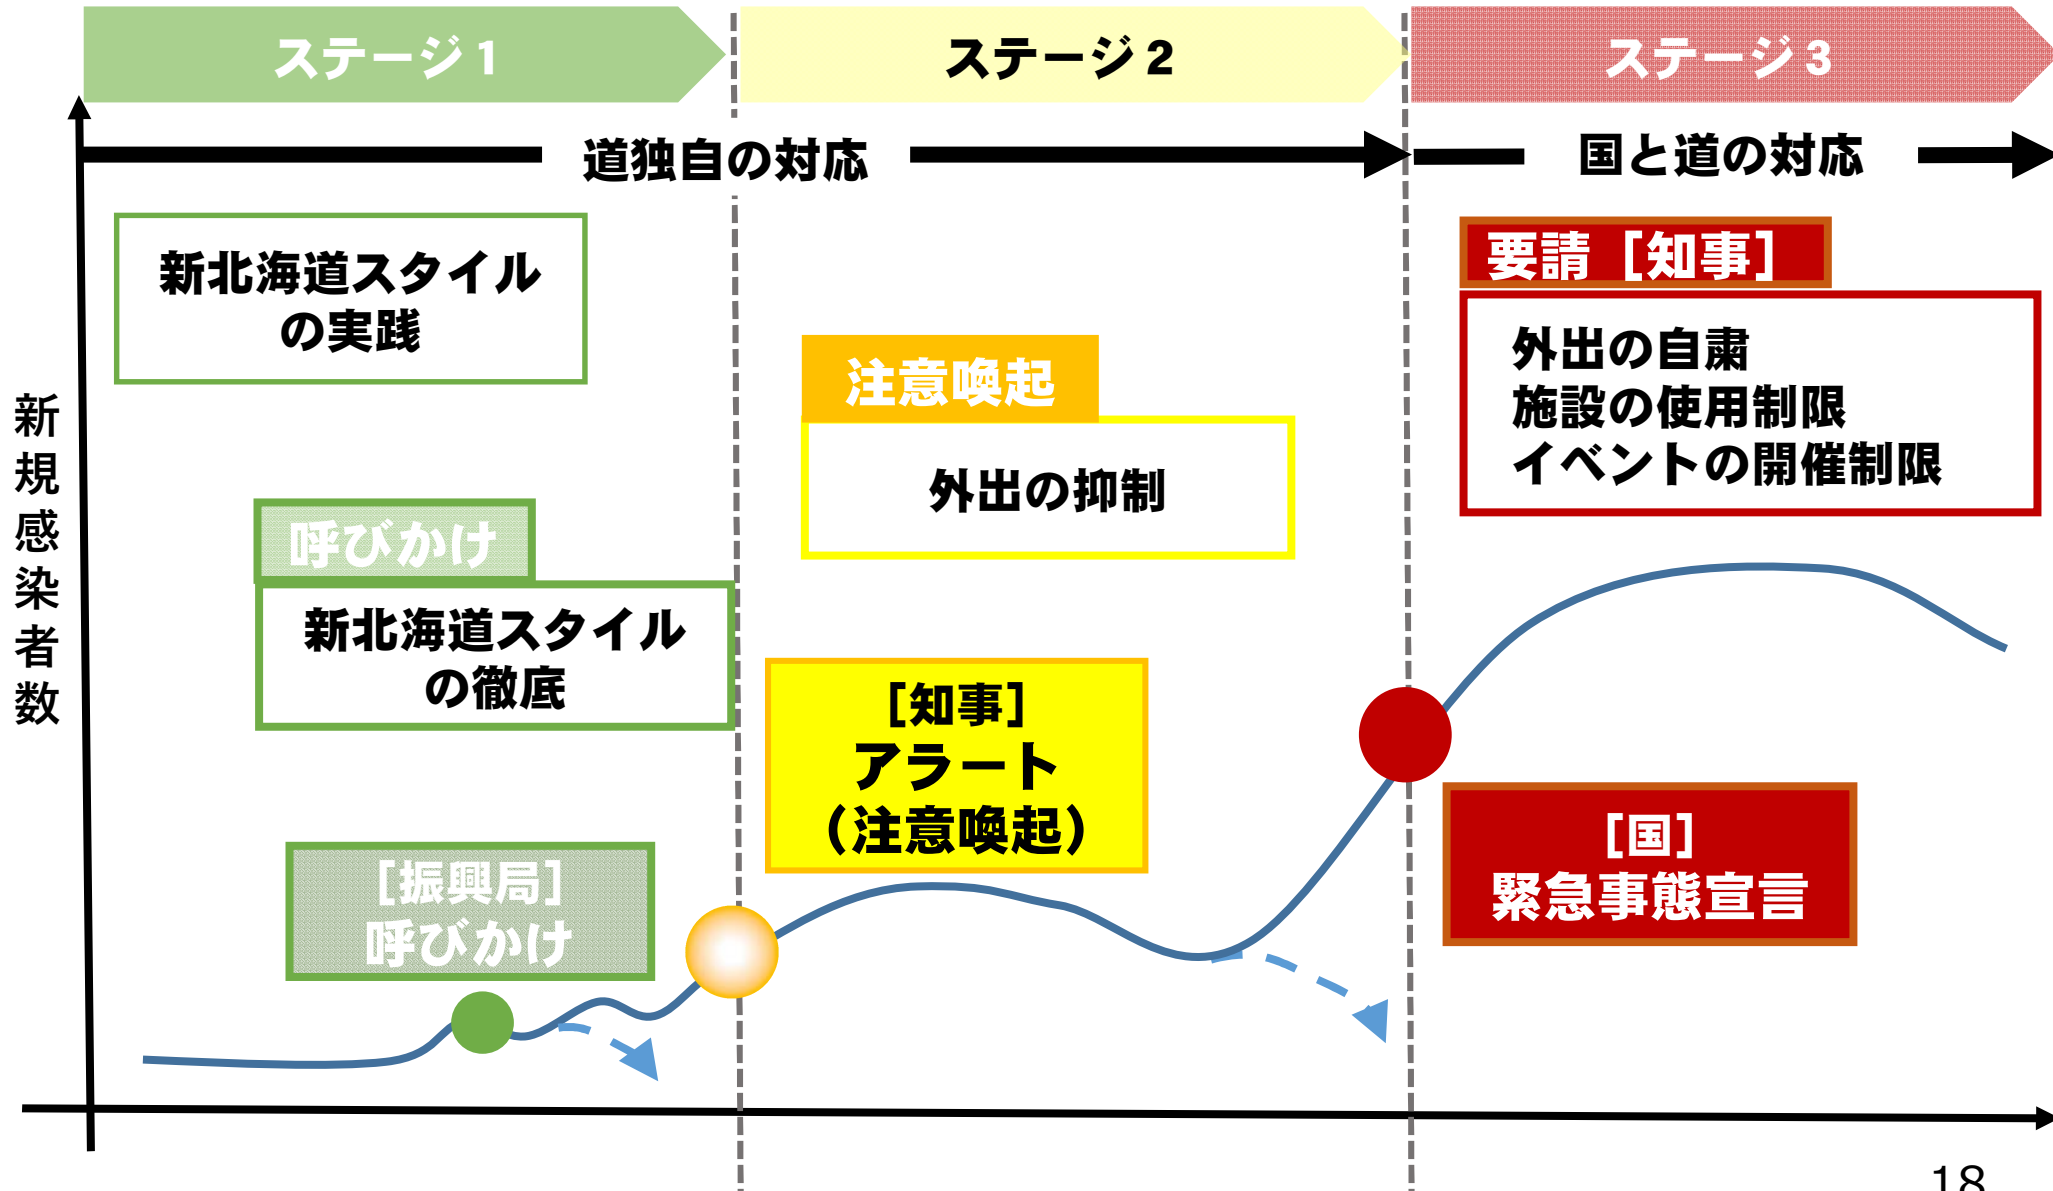 ステージ1
ステージ2
ステージ3
道独自の対応
国と道の対応
新北海道スタイル
の実践
要請［知事］
外出の自粛
施設の使用制限
イベントの開催制限
注意喚起
外出の抑制
新規感染者数
呼びかけ
新北海道スタイル
の徹底
［知事］
アラート
（注意喚起）
［振興局］
呼びかけ
［国］
緊急事態宣言
18